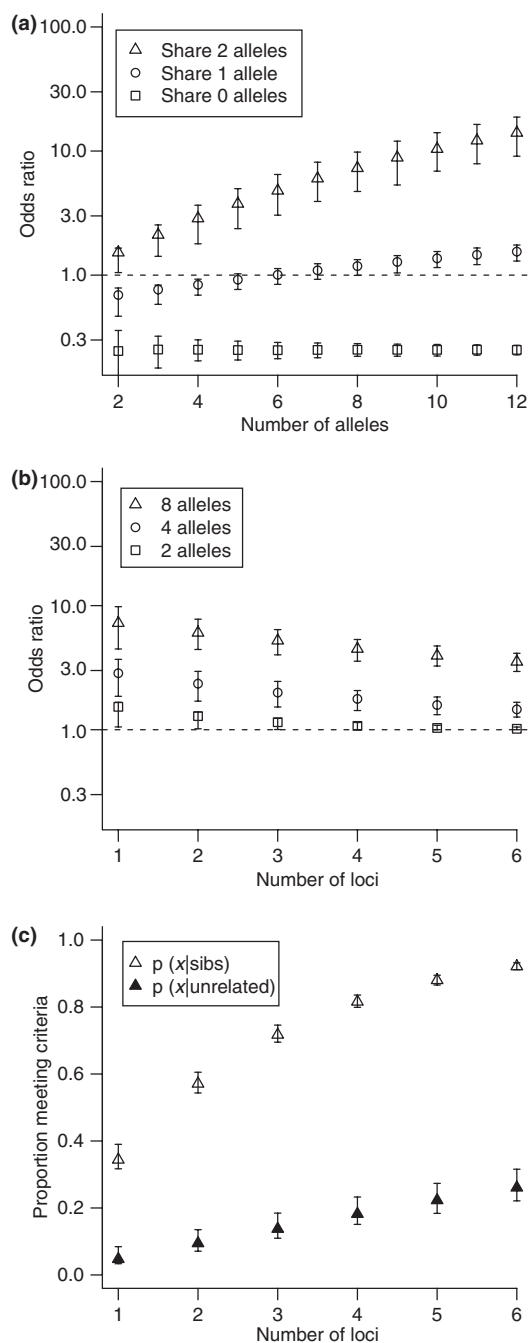 (a)
100.0
30.0
10.0
3.0
1.0
0.3
Odds ratio
Share 2 alleles
Share 1 allele
Share 0 alleles
2 4 6 8 10 12
Number of alleles
(b)
100.0
30.0
10.0
3.0
1.0
0.3
Odds ratio
8 alleles
4 alleles
2 alleles
1 2 3 4 5 6
Number of loci
(c)
1.0
0.8
0.6
0.4
0.2
0.0
Proportion meeting criteria
p (x|sibs)
p (x|unrelated)
1 2 3 4 5 6
Number of loci